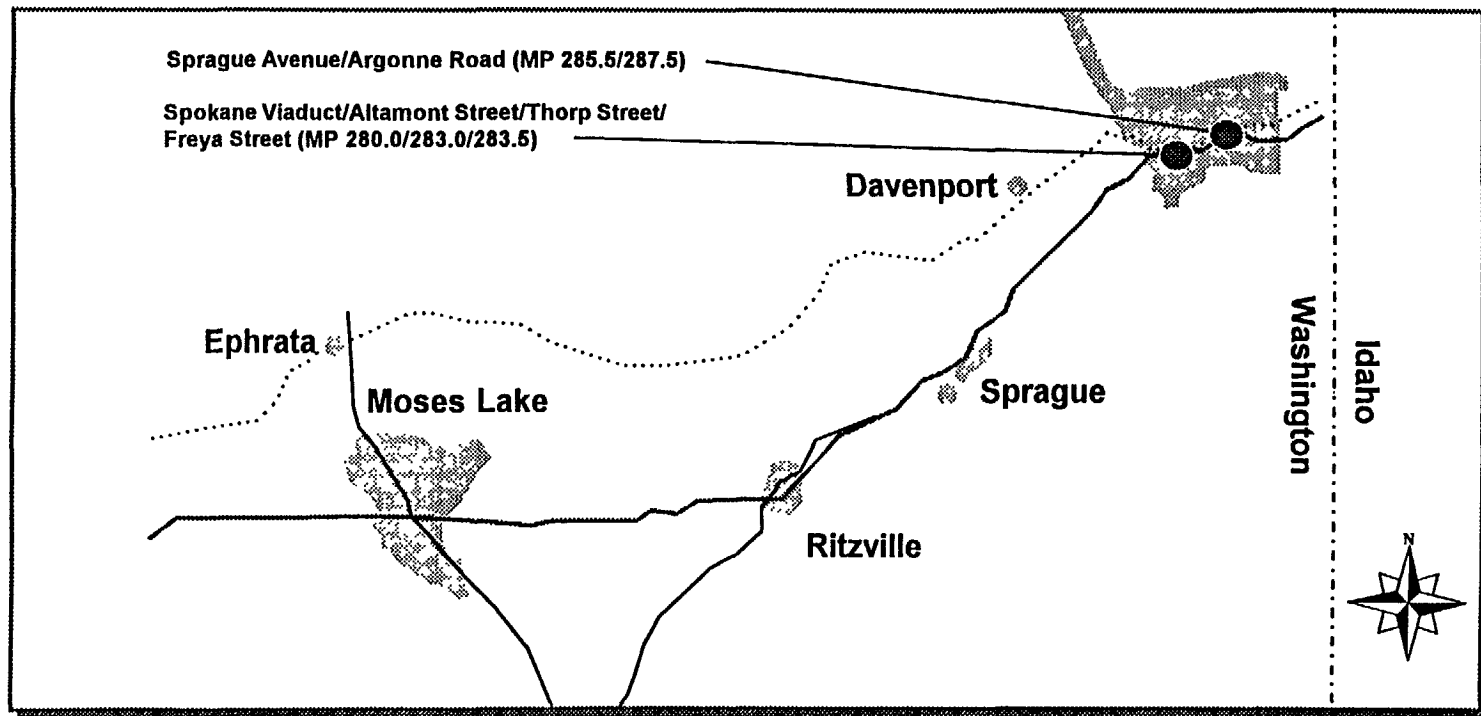 Sprague Avenue/Argonne Road (MP 285.5/287.5)
Spokane Viaduct/Altamont Street/Thorp Street/
Freya Street (MP 280.0/283.0/283.5)
Davenport
Ephrata
Moses Lake
Sprague
Ritzville
Washington
Idaho
N